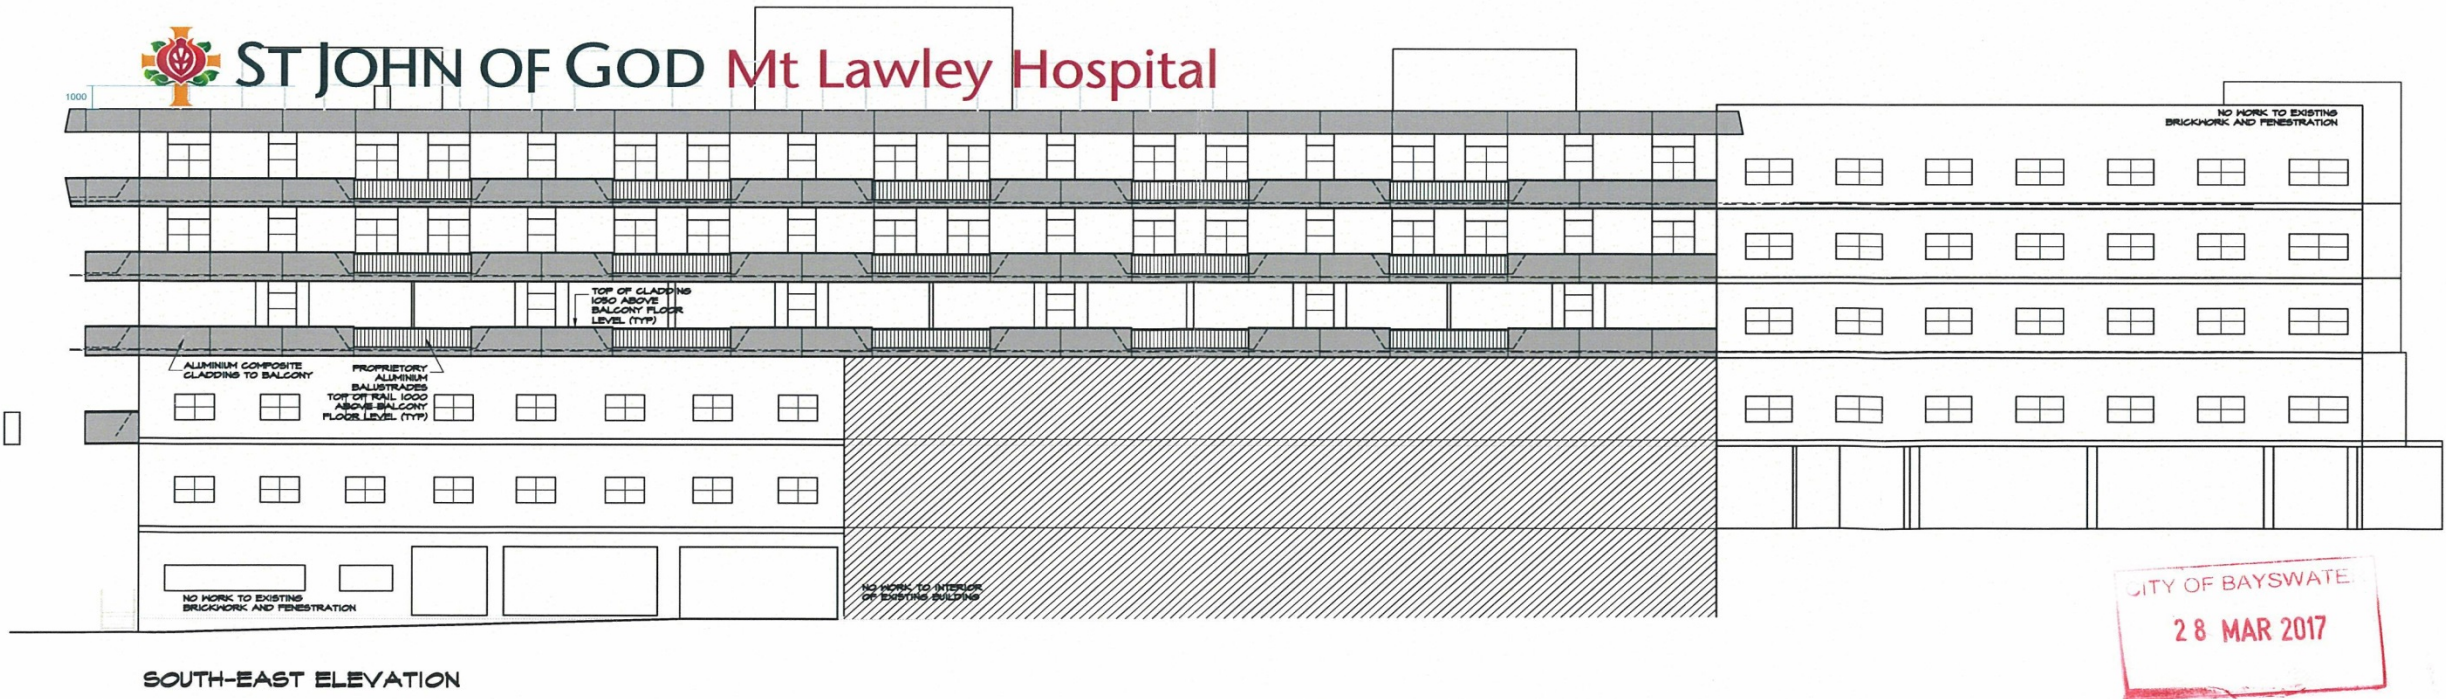 ST JOHN OF GOD Mt Lawley Hospital
1000
NO WORK TO EXISTING
BRICKWORK AND FENESTRATION
TOP OF CLADDING
1050 ABOVE
BALCONY FLOOR
LEVEL (TYP)
ALUMINIUM COMPOSITE
CLADDING TO BALCONY
PROPRIETORY
ALUMINIUM
BALUSTRADES
TOP OF RAIL 1000
ABOVE BALCONY
FLOOR LEVEL (TYP)
NO WORK TO EXISTING
BRICKWORK AND FENESTRATION
NO WORK TO INTERIOR
OF EXISTING BUILDING
CITY OF BAYSWATE
28 MAR 2017
SOUTH-EAST ELEVATION